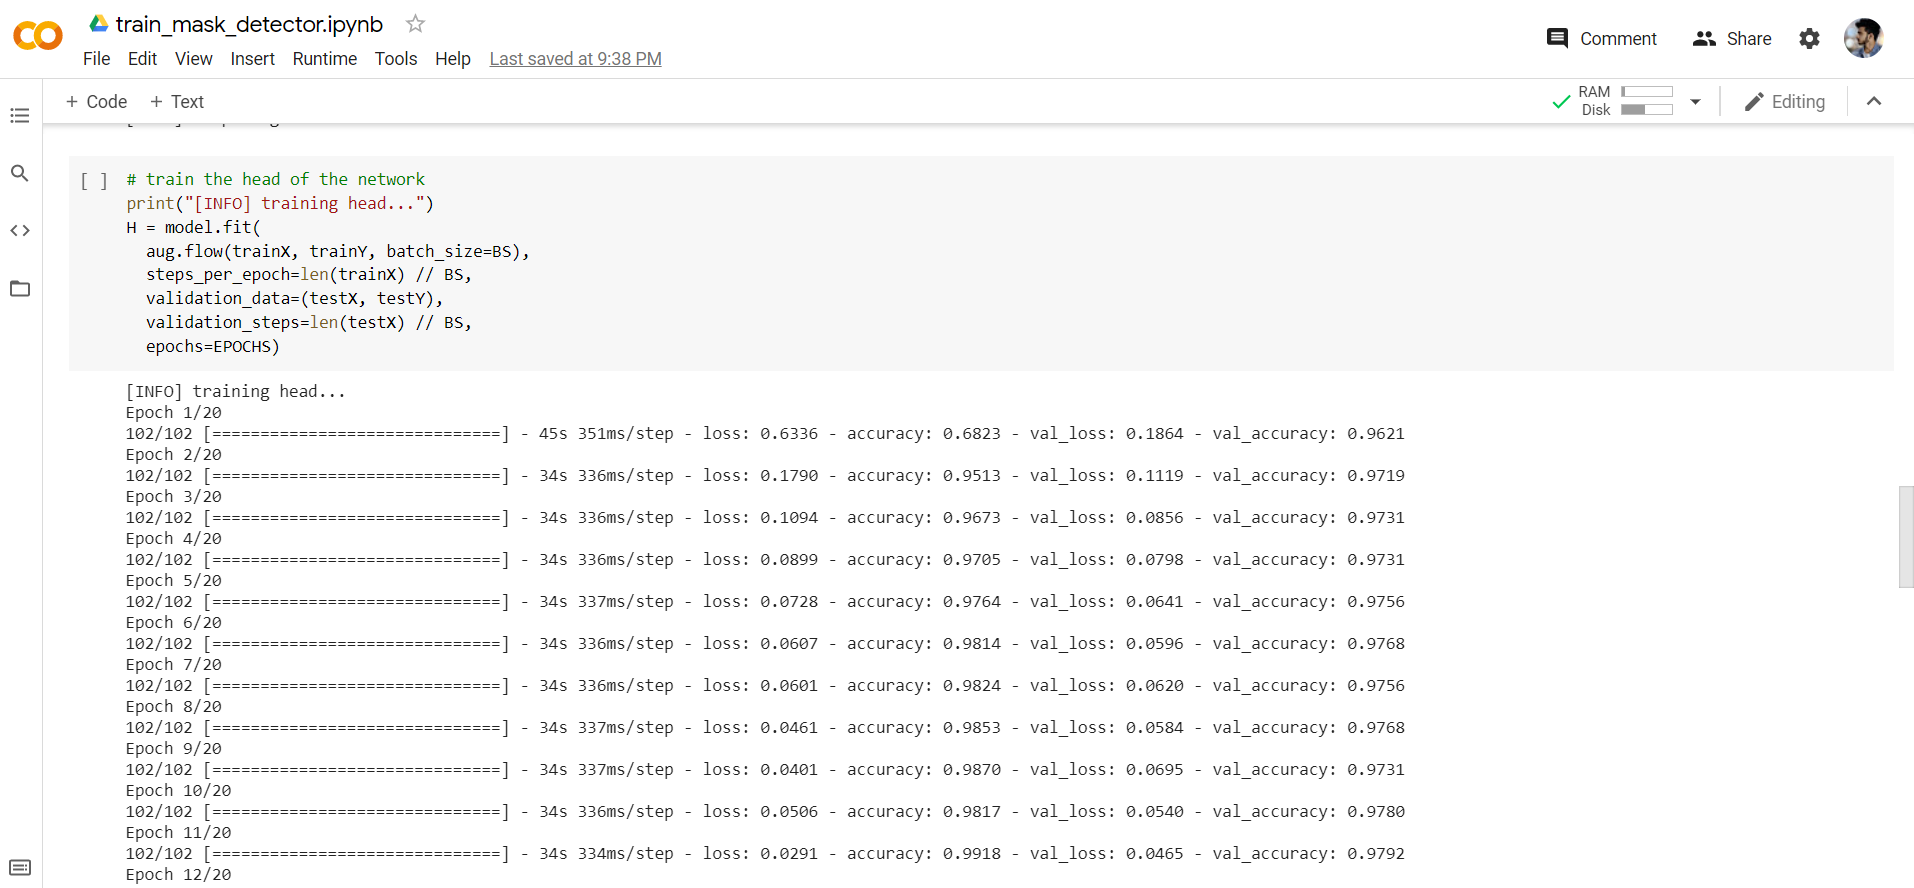 train_mask_detector.ipynb
File Edit View Insert Runtime Tools Help Last saved at 9:38 PM
Comment Share
+ Code + Text
RAM
Disk
Editing
[ ] # train the head of the network
print("[INFO] training head...")
H = model.fit(
aug.flow(trainX, trainY, batch_size=BS),
steps_per_epoch=len(trainX) // BS,
validation_data=(testX, testY),
validation_steps=len(testX) // BS,
epochs=EPOCHS)
[INFO] training head...
Epoch 1/20
102/102 [==============================] - 45s 351ms/step - loss: 0.6336 - accuracy: 0.6823 - val_loss: 0.1864 - val_accuracy: 0.9621
Epoch 2/20
102/102 [==============================] - 34s 336ms/step - loss: 0.1790 - accuracy: 0.9513 - val_loss: 0.1119 - val_accuracy: 0.9719
Epoch 3/20
102/102 [==============================] - 34s 336ms/step - loss: 0.1094 - accuracy: 0.9673 - val_loss: 0.0856 - val_accuracy: 0.9731
Epoch 4/20
102/102 [==============================] - 34s 336ms/step - loss: 0.0899 - accuracy: 0.9705 - val_loss: 0.0798 - val_accuracy: 0.9731
Epoch 5/20
102/102 [==============================] - 34s 337ms/step - loss: 0.0728 - accuracy: 0.9764 - val_loss: 0.0641 - val_accuracy: 0.9756
Epoch 6/20
102/102 [==============================] - 34s 336ms/step - loss: 0.0607 - accuracy: 0.9814 - val_loss: 0.0596 - val_accuracy: 0.9768
Epoch 7/20
102/102 [==============================] - 34s 336ms/step - loss: 0.0601 - accuracy: 0.9824 - val_loss: 0.0620 - val_accuracy: 0.9756
Epoch 8/20
102/102 [==============================] - 34s 337ms/step - loss: 0.0461 - accuracy: 0.9853 - val_loss: 0.0584 - val_accuracy: 0.9768
Epoch 9/20
102/102 [==============================] - 34s 337ms/step - loss: 0.0401 - accuracy: 0.9870 - val_loss: 0.0695 - val_accuracy: 0.9731
Epoch 10/20
102/102 [==============================] - 34s 336ms/step - loss: 0.0506 - accuracy: 0.9817 - val_loss: 0.0540 - val_accuracy: 0.9780
Epoch 11/20
102/102 [==============================] - 34s 334ms/step - loss: 0.0291 - accuracy: 0.9918 - val_loss: 0.0465 - val_accuracy: 0.9792
Epoch 12/20